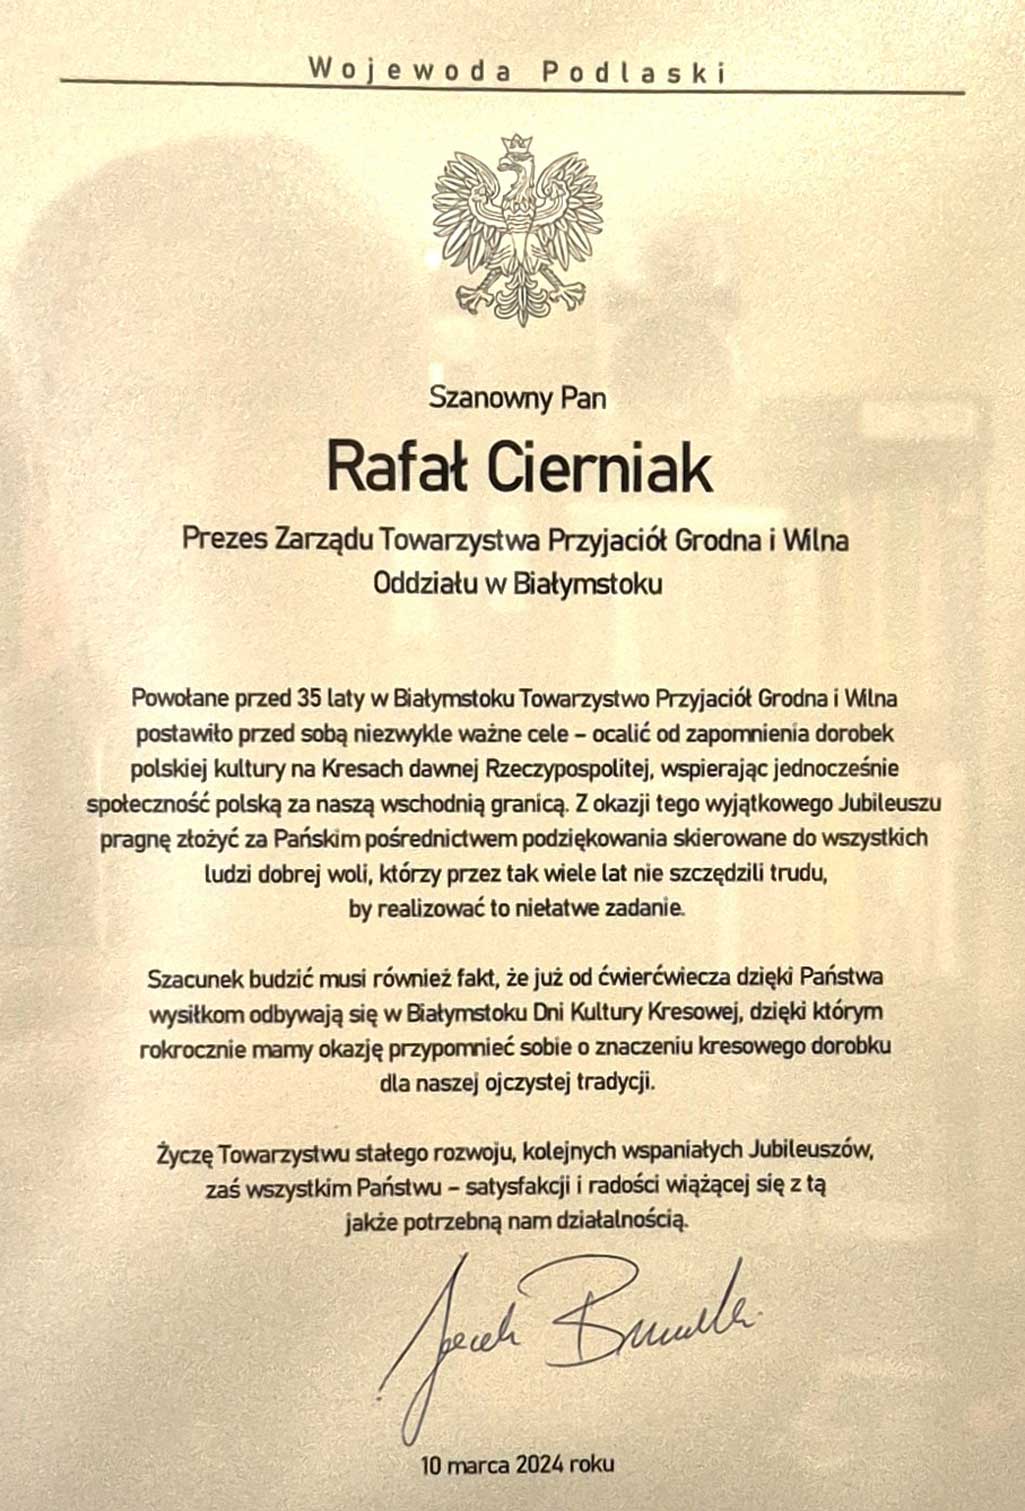 Wojewoda Podlaski
Szanowny Pan
Rafał Cierniak
Prezes Zarządu Towarzystwa Przyjaciół Grodna i Wilna
Oddziału w Białymstoku
Powołane przed 35 laty w Białymstoku Towarzystwo Przyjaciół Grodna i Wilna
postawiło przed sobą niezwykle ważne cele – ocalić od zapomnienia dorobek
polskiej kultury na Kresach dawnej Rzeczypospolitej, wspierając jednocześnie
społeczność polską za naszą wschodnią granicą. Z okazji tego wyjątkowego Jubileuszu
pragnę złożyć za Pańskim pośrednictwem podziękowania skierowane do wszystkich
ludzi dobrej woli, którzy przez tak wiele lat nie szczędzili trudu,
by realizować to niełatwe zadanie.
Szacunek budzić musi również fakt, że już od ćwierćwiecza dzięki Państwa
wysiłkom odbywają się w Białymstoku Dni Kultury Kresowej, dzięki którym
rokrocznie mamy okazję przypomnieć sobie o znaczeniu kresowego dorobku
dla naszej ojczystej tradycji.
Życzę Towarzystwu stałego rozwoju, kolejnych wspaniałych Jubileuszów,
zaś wszystkim Państwu – satysfakcji i radości wiążącej się z tą
jakże potrzebną nam działalnością.
Jacek
10 marca 2024 roku